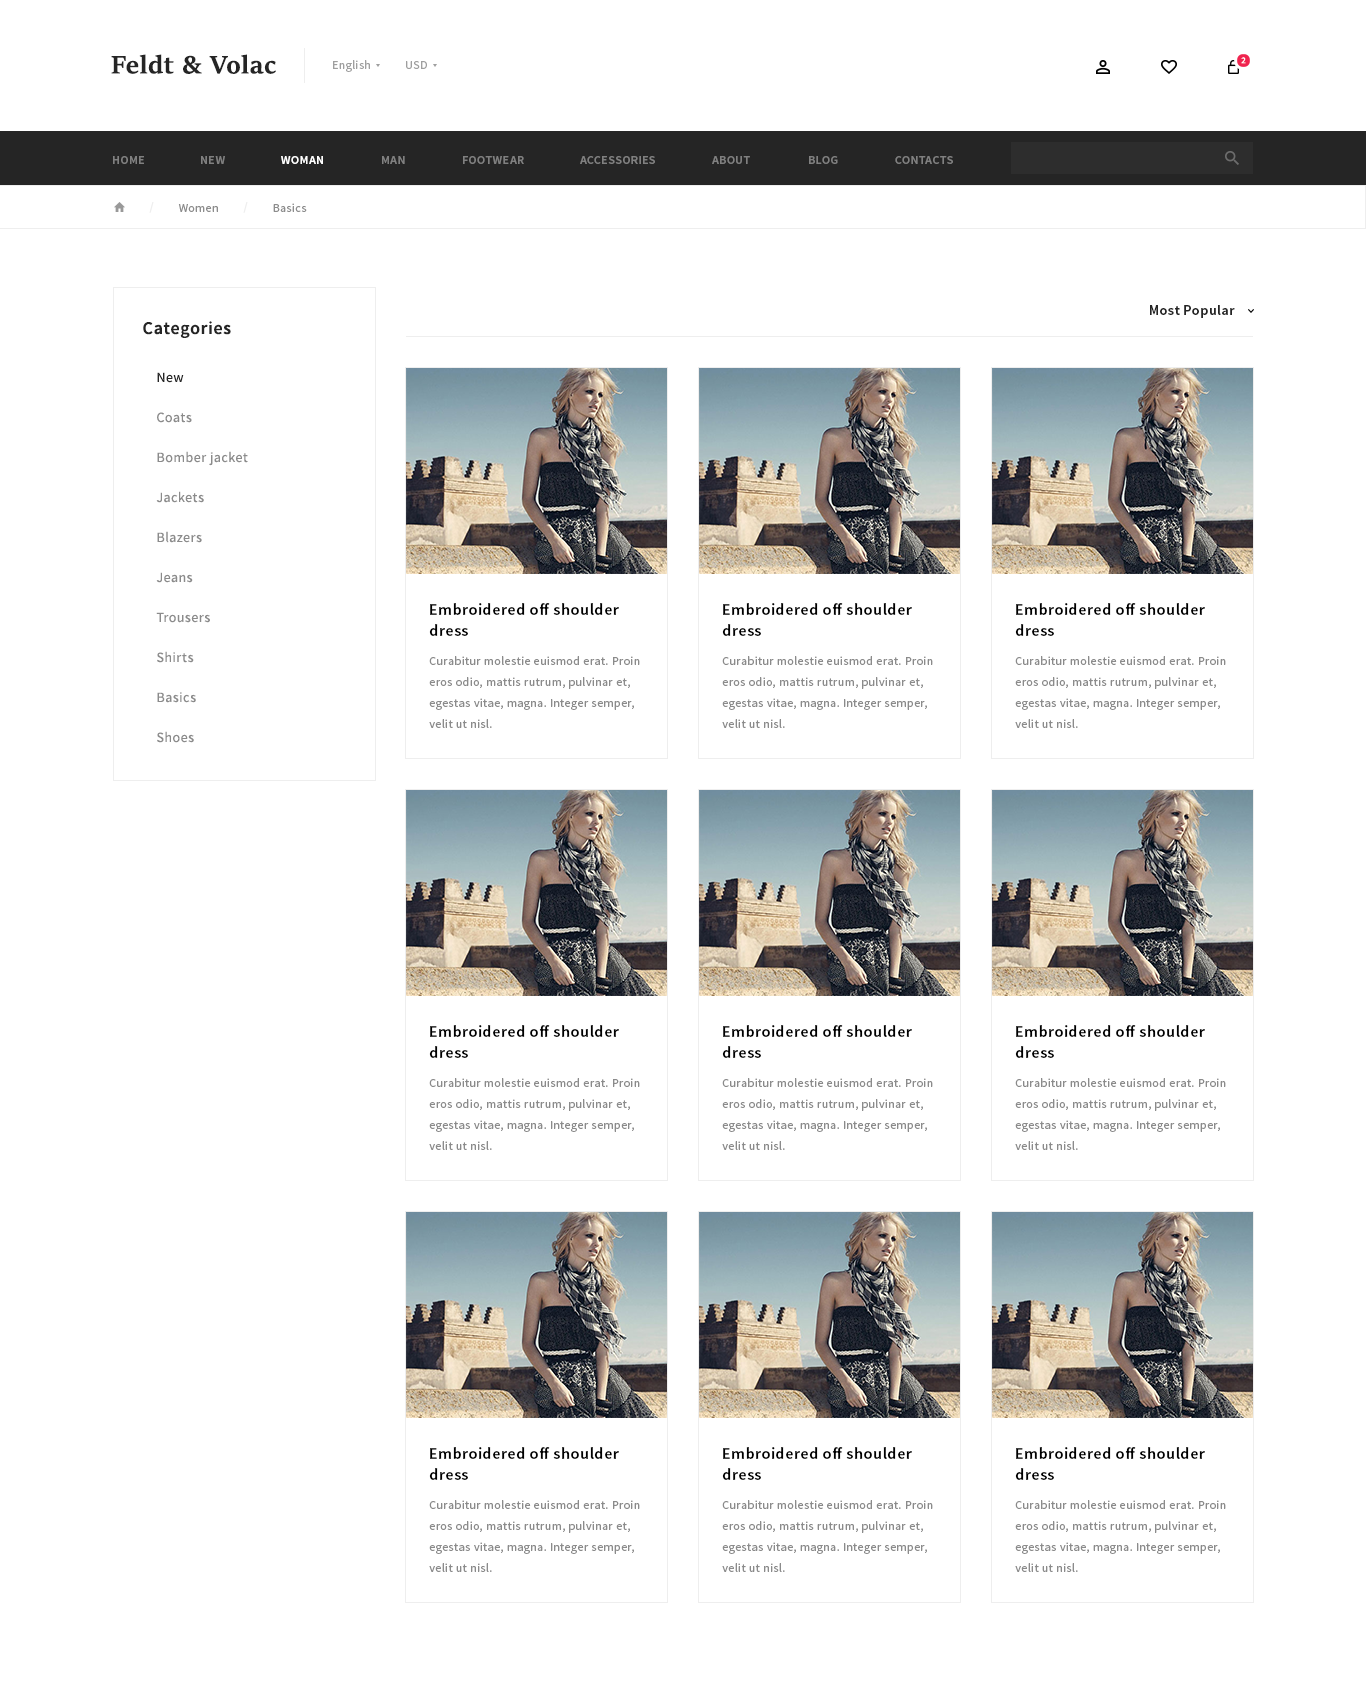 Feldt & Volac
English
USD
2
HOME NEW WOMAN MAN FOOTWEAR ACCESSORIES ABOUT BLOG CONTACTS
/ Women / Basics
Categories
New
Coats
Bomber jacket
Jackets
Blazers
Jeans
Trousers
Shirts
Basics
Shoes
Most Popular
Embroidered off shoulder
dress
Curabitur molestie euismod erat. Proin
eros odio, mattis rutrum, pulvinar et,
egestas vitae, magna. Integer semper,
velit ut nisl.
Embroidered off shoulder
dress
Curabitur molestie euismod erat. Proin
eros odio, mattis rutrum, pulvinar et,
egestas vitae, magna. Integer semper,
velit ut nisl.
Embroidered off shoulder
dress
Curabitur molestie euismod erat. Proin
eros odio, mattis rutrum, pulvinar et,
egestas vitae, magna. Integer semper,
velit ut nisl.
Embroidered off shoulder
dress
Curabitur molestie euismod erat. Proin
eros odio, mattis rutrum, pulvinar et,
egestas vitae, magna. Integer semper,
velit ut nisl.
Embroidered off shoulder
dress
Curabitur molestie euismod erat. Proin
eros odio, mattis rutrum, pulvinar et,
egestas vitae, magna. Integer semper,
velit ut nisl.
Embroidered off shoulder
dress
Curabitur molestie euismod erat. Proin
eros odio, mattis rutrum, pulvinar et,
egestas vitae, magna. Integer semper,
velit ut nisl.
Embroidered off shoulder
dress
Curabitur molestie euismod erat. Proin
eros odio, mattis rutrum, pulvinar et,
egestas vitae, magna. Integer semper,
velit ut nisl.
Embroidered off shoulder
dress
Curabitur molestie euismod erat. Proin
eros odio, mattis rutrum, pulvinar et,
egestas vitae, magna. Integer semper,
velit ut nisl.
Embroidered off shoulder
dress
Curabitur molestie euismod erat. Proin
eros odio, mattis rutrum, pulvinar et,
egestas vitae, magna. Integer semper,
velit ut nisl.